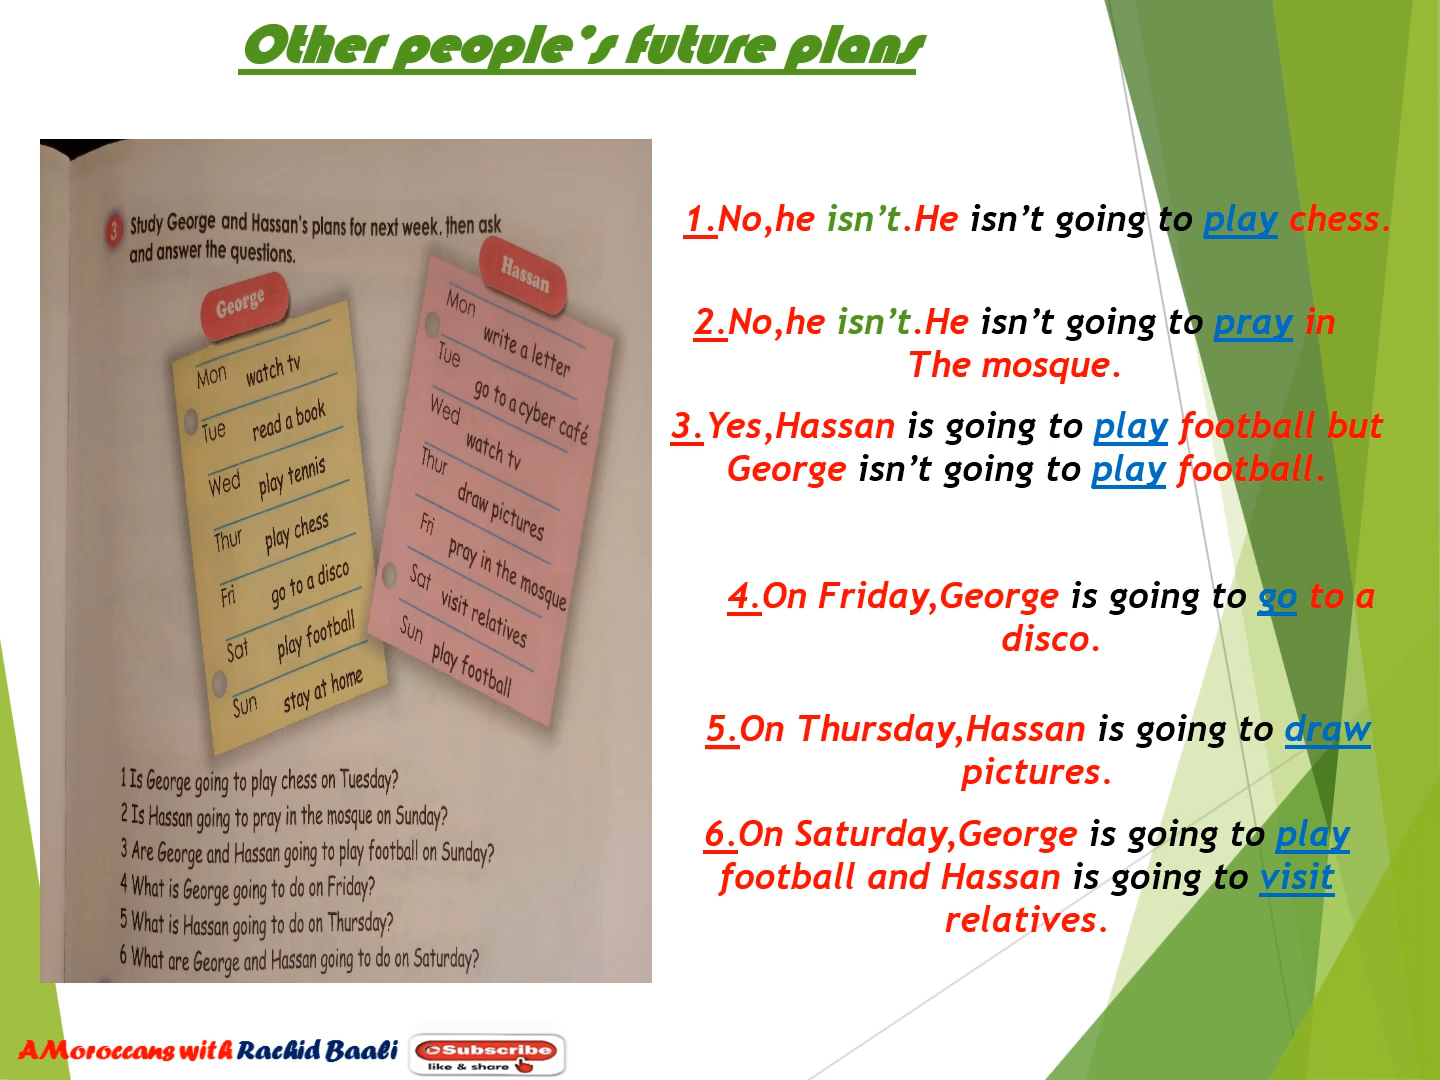 Other people's future plans
3 Study George and Hassan's plans for next week, then ask
and answer the questions.
George
Mon watch tv
Tue read a book
Wed play tennis
Thur play chess
Fri go to a disco
Sat play football
Sun stay at home
Hassan
Mon write a letter
Tue go to a cyber café
Wed watch tv
Thur draw pictures
Fri pray in the mosque
Sat visit relatives
Sun play football
1 Is George going to play chess on Tuesday?
2 Is Hassan going to pray in the mosque on Sunday?
3 Are George and Hassan going to play football on Sunday?
4 What is George going to do on Friday?
5 What is Hassan going to do on Thursday?
6 What are George and Hassan going to do on Saturday?
1.No,he isn't.He isn't going to play chess.
2.No,he isn't.He isn't going to pray in
The mosque.
3.Yes,Hassan is going to play football but
George isn't going to play football.
4.On Friday,George is going to go to a
disco.
5.On Thursday,Hassan is going to draw
pictures.
6.On Saturday,George is going to play
football and Hassan is going to visit
relatives.
AMoroccans with Rachid Baali
Subscribe
like & share